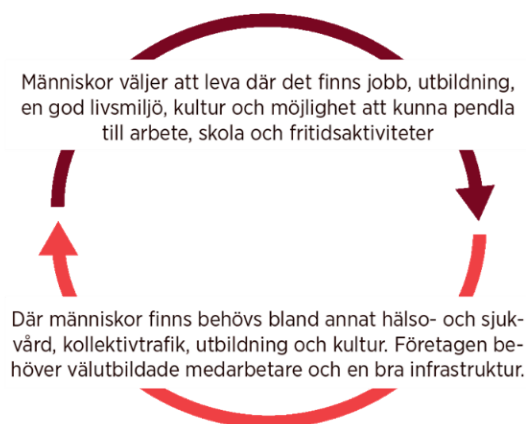 Människor väljer att leva där det finns jobb, utbildning,
en god livsmiljö, kultur och möjlighet att kunna pendla
till arbete, skola och fritidsaktiviteter
Där människor finns behövs bland annat hälso- och sjuk-
vård, kollektivtrafik, utbildning och kultur. Företagen be-
höver välutbildade medarbetare och en bra infrastruktur.